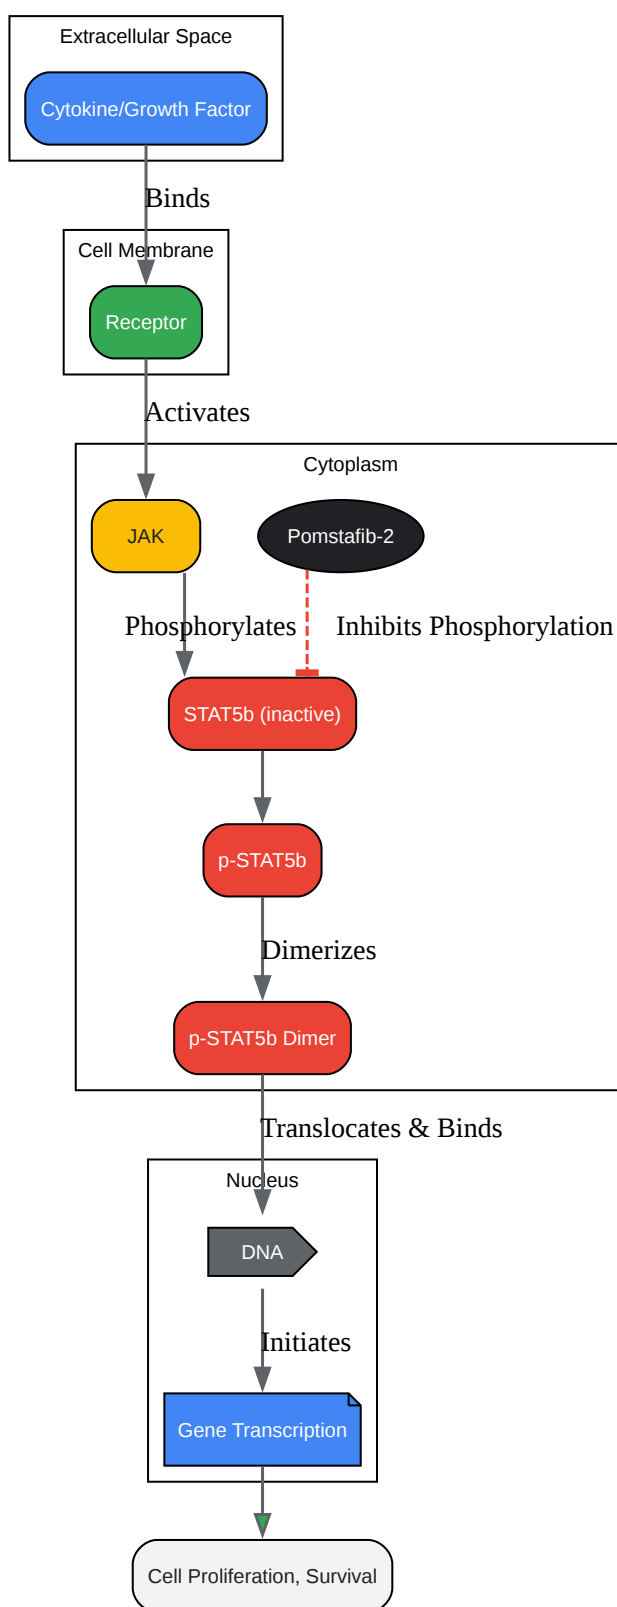 Extracellular Space
Cytokine/Growth Factor
Binds
Cell Membrane
Receptor
Activates
Cytoplasm
JAK
Pomstafib-2
Phosphorylates
Inhibits Phosphorylation
STAT5b (inactive)
p-STAT5b
Dimerizes
p-STAT5b Dimer
Translocates & Binds
Nucleus
DNA
Initiates
Gene Transcription
Cell Proliferation, Survival